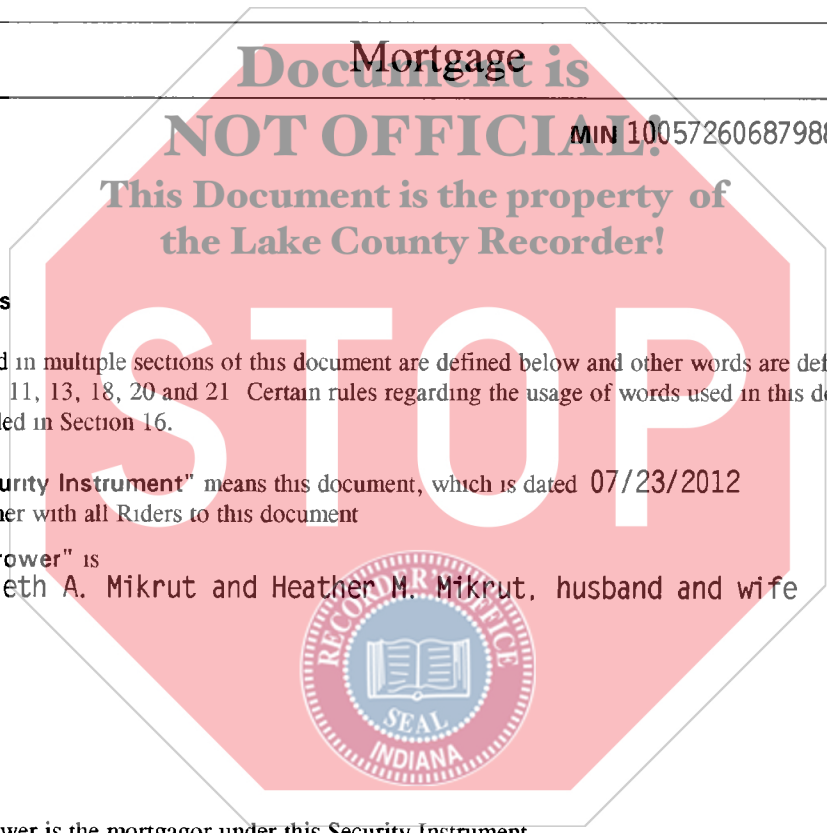 Mortgage
Document is
NOT OFFICIAL!
MIN 1005726068798
This Document is the property of
the Lake County Recorder!
s
STOP
d in multiple sections of this document are defined below and other words are def
11, 13, 18, 20 and 21 Certain rules regarding the usage of words used in this d
ed in Section 16.
urity Instrument" means this document, which is dated 07/23/2012
er with all Riders to this document
rower" is
eth A. Mikrut and Heather M. Mikrut, husband and wife
RECORDER'S OFFICE
SEAL
INDIANA
wer is the mortgagor under this Security Instrument